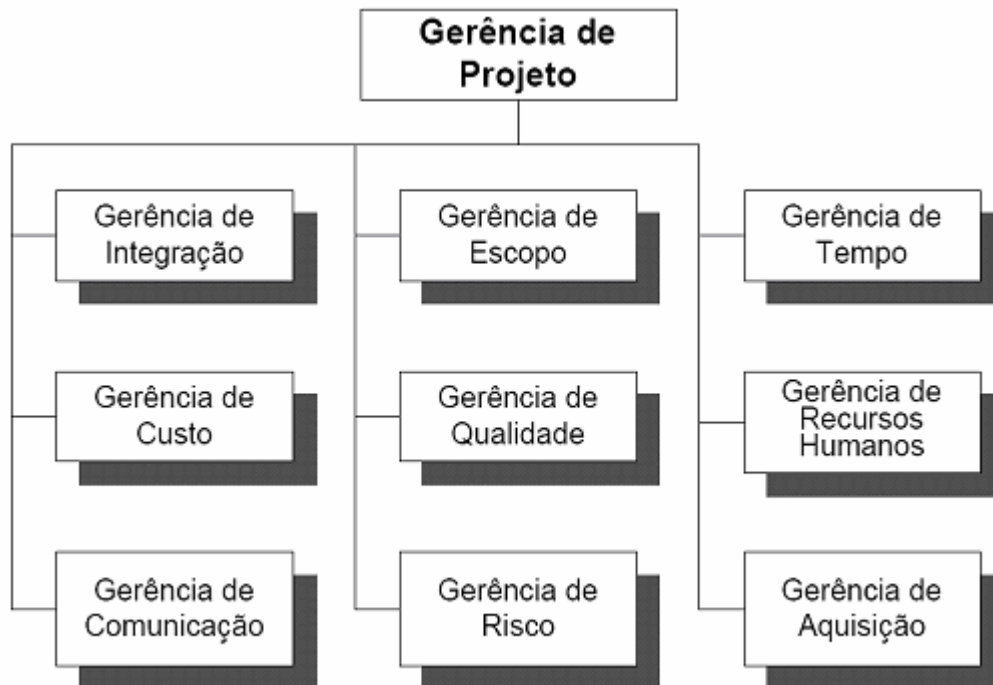 Gerência de
Projeto
Gerência de
Integração
Gerência de
Escopo
Gerência de
Tempo
Gerência de
Custo
Gerência de
Qualidade
Gerência de
Recursos
Humanos
Gerência de
Comunicação
Gerência de
Risco
Gerência de
Aquisição